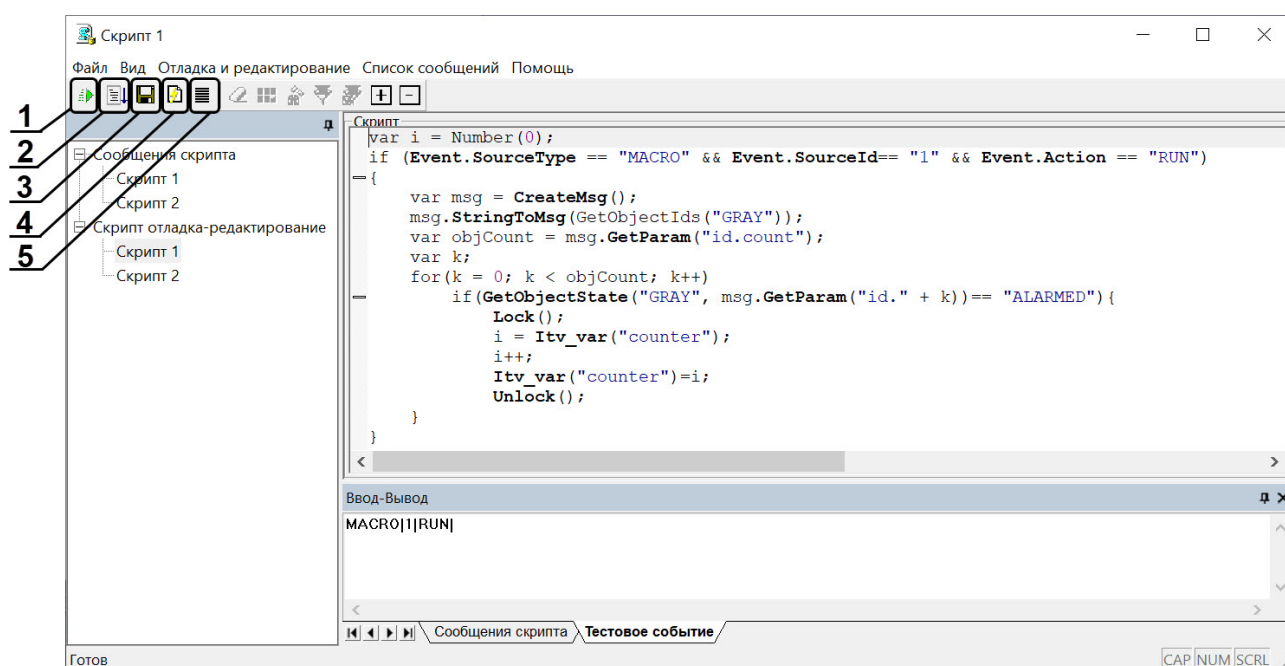 Скрипт 1
Файл Вид Отладка и редактирование Список сообщений Помощь
1
2
3
4
5
Сообщения скрипта
Скрипт 1
Скрипт 2
Скрипт отладка-редактирование
Скрипт 1
Скрипт 2
Скрипт
var i = Number(0);
if (Event.SourceType == "MACRO" && Event.SourceId== "1" && Event.Action == "RUN")
{
var msg = CreateMsg();
msg.StringToMsg(GetObjectIds("GRAY"));
var objCount = msg.GetParam("id.count");
var k;
for(k = 0; k < objCount; k++)
if(GetObjectState("GRAY", msg.GetParam("id." + k))== "ALARMED"){
Lock();
i = Itv_var("counter");
i++;
Itv_var("counter")=i;
Unlock();
}
}
Ввод-Вывод
MACRO|1|RUN|
Сообщения скрипта Тестовое событие
Готов
CAP NUM SCRL